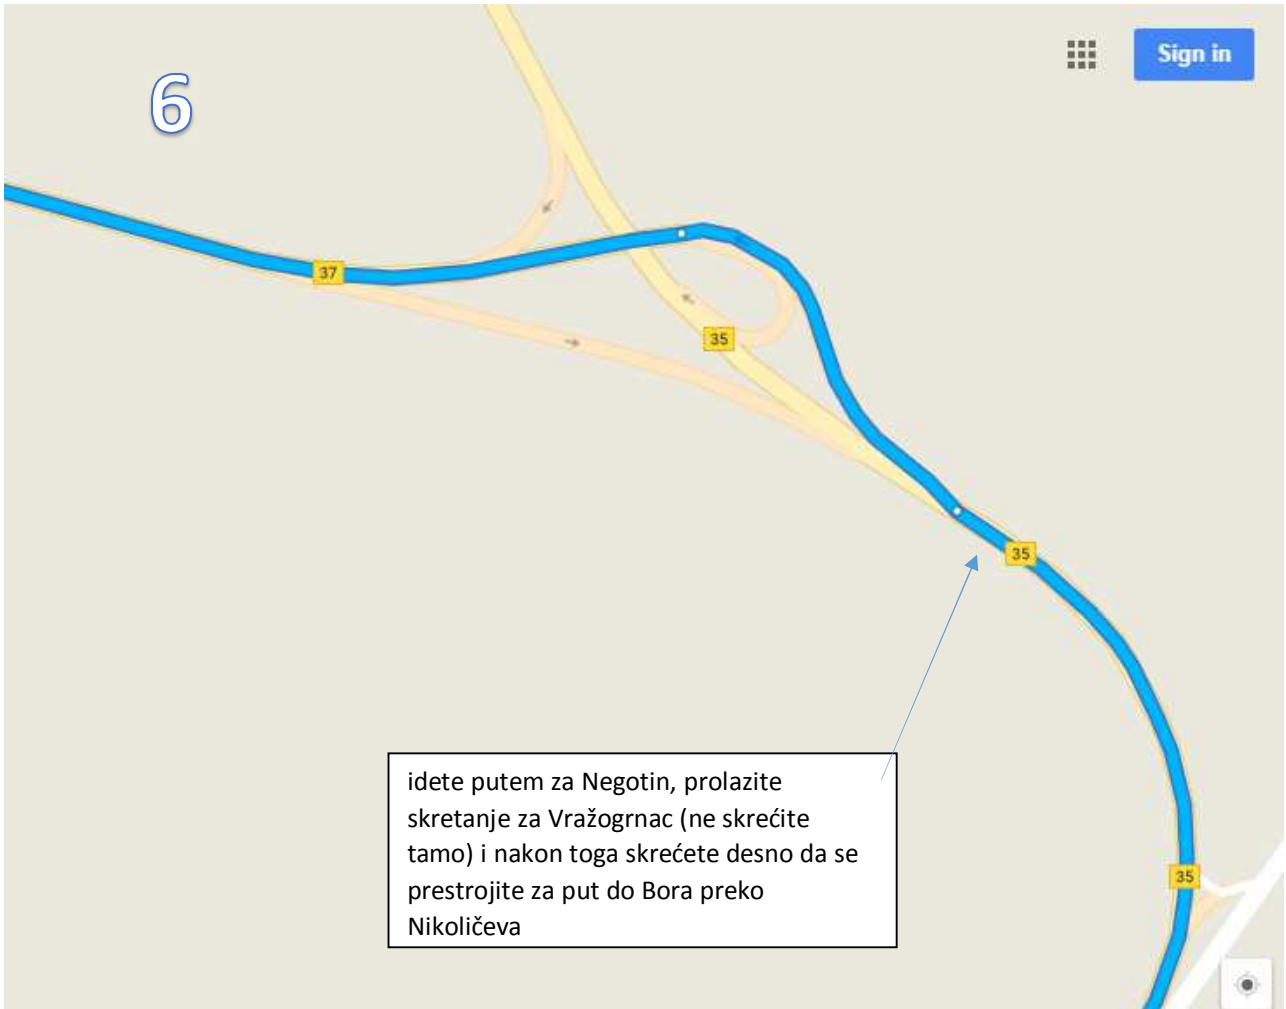 6
Sign in
37
35
35
idete putem za Negotin, prolazite
skretanje za Vražogrnac (ne skrećite
tamo) i nakon toga skrećete desno da se
prestrojite za put do Bora preko
Nikoličeva
35